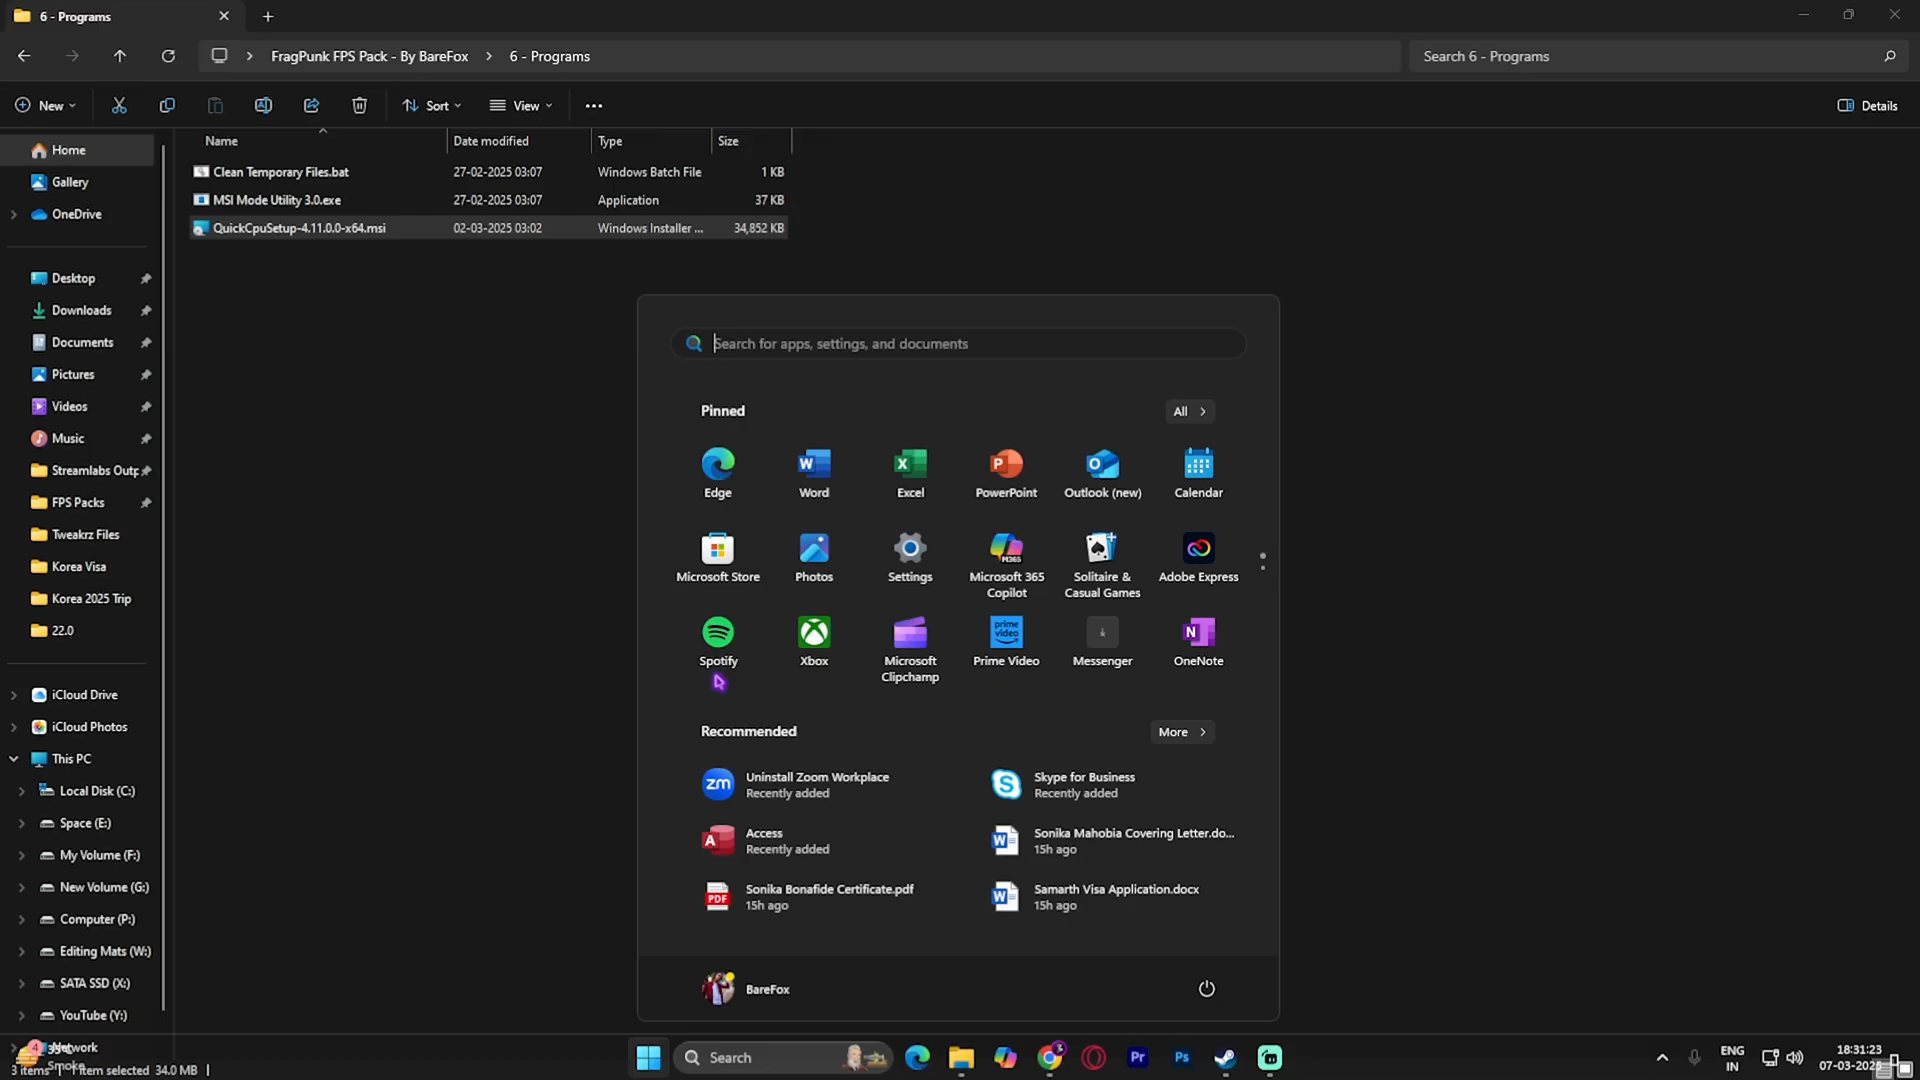 6 - Programs
FragPunk FPS Pack - By BareFox
6 - Programs
Search 6 - Programs
New
Sort
View
Details
Name
Date modified
Type
Size
Clean Temporary Files.bat
27-02-2025 03:07
Windows Batch File
1 KB
MSI Mode Utility 3.0.exe
27-02-2025 03:07
Application
37 KB
QuickCpuSetup-4.11.0.0-x64.msi
02-03-2025 03:02
Windows Installer ...
34,852 KB
Home
Gallery
OneDrive
Desktop
Downloads
Documents
Pictures
Videos
Music
Streamlabs Outp
FPS Packs
Tweakrz Files
Korea Visa
Korea 2025 Trip
22.0
iCloud Drive
iCloud Photos
This PC
Local Disk (C:)
Space (E:)
My Volume (F:)
New Volume (G:)
Computer (P:)
Editing Mats (W:)
SATA SSD (X:)
YouTube (Y:)
Network
Search for apps, settings, and documents
Pinned
All
Edge
Word
Excel
PowerPoint
Outlook (new)
Calendar
Microsoft Store
Photos
Settings
Microsoft 365
Copilot
M365
Solitaire &
Casual Games
Adobe Express
Spotify
Xbox
Microsoft
Clipchamp
prime
video
Prime Video
Messenger
OneNote
Recommended
More
zm
Uninstall Zoom Workplace
Recently added
Skype for Business
Recently added
Access
Recently added
Sonika Mahobia Covering Letter.do...
15h ago
PDF
Sonika Bonafide Certificate.pdf
15h ago
Samarth Visa Application.docx
15h ago
BareFox
4
Smoke
3 items
1 item selected 34.0 MB
Search
3
Pr
Ps
ENG
IN
18:31:23
07-03-2025